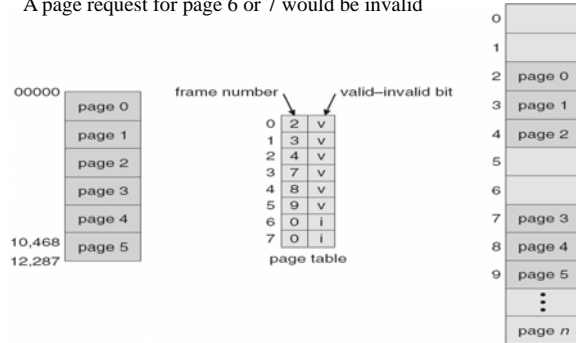 A page request for page 6 or 7 would be invalid
00000
page 0
page 1
page 2
page 3
page 4
page 5
10,468
12,287
frame number
valid–invalid bit
0 2 v
1 3 v
2 4 v
3 7 v
4 8 v
5 9 v
6 0 i
7 0 i
page table
0
1
2 page 0
3 page 1
4 page 2
5
6
7 page 3
8 page 4
9 page 5
page n